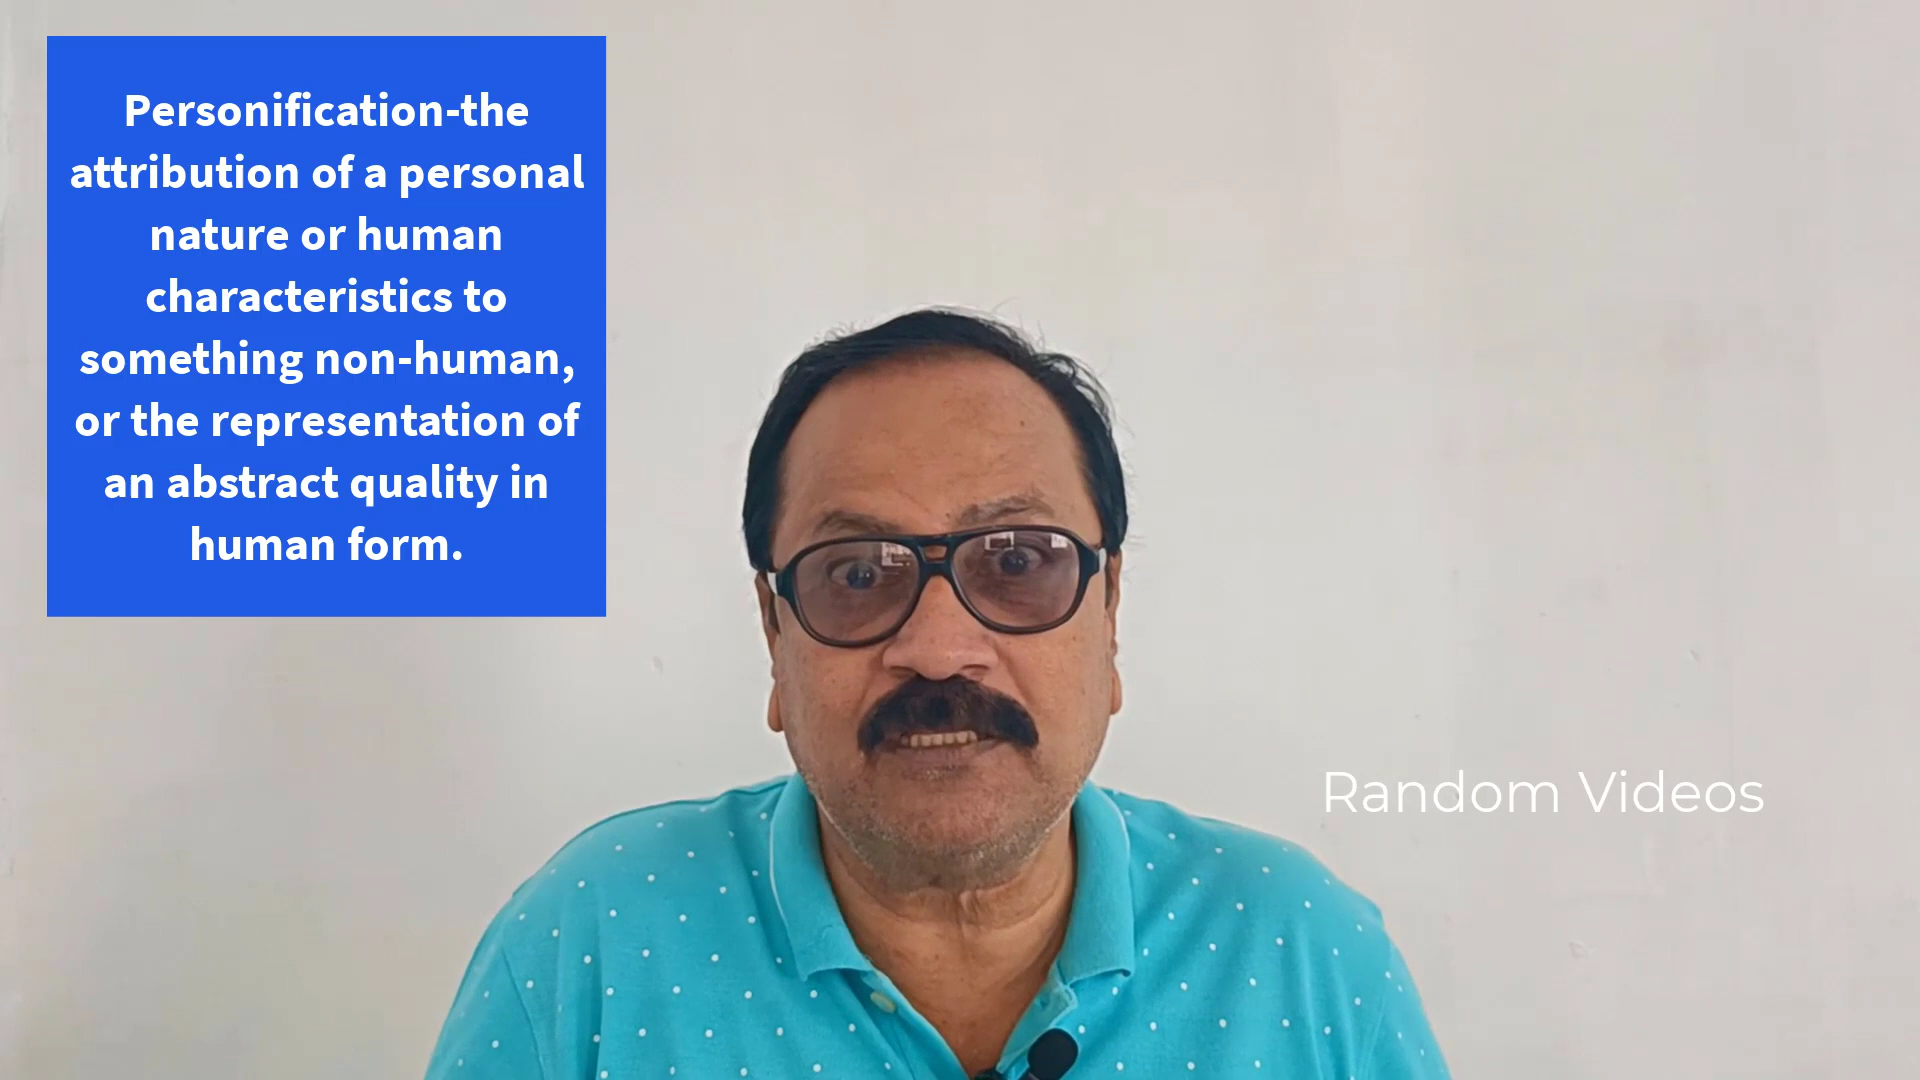 Personification-the
attribution of a personal
nature or human
characteristics to
something non-human,
or the representation of
an abstract quality in
human form.
Random Videos